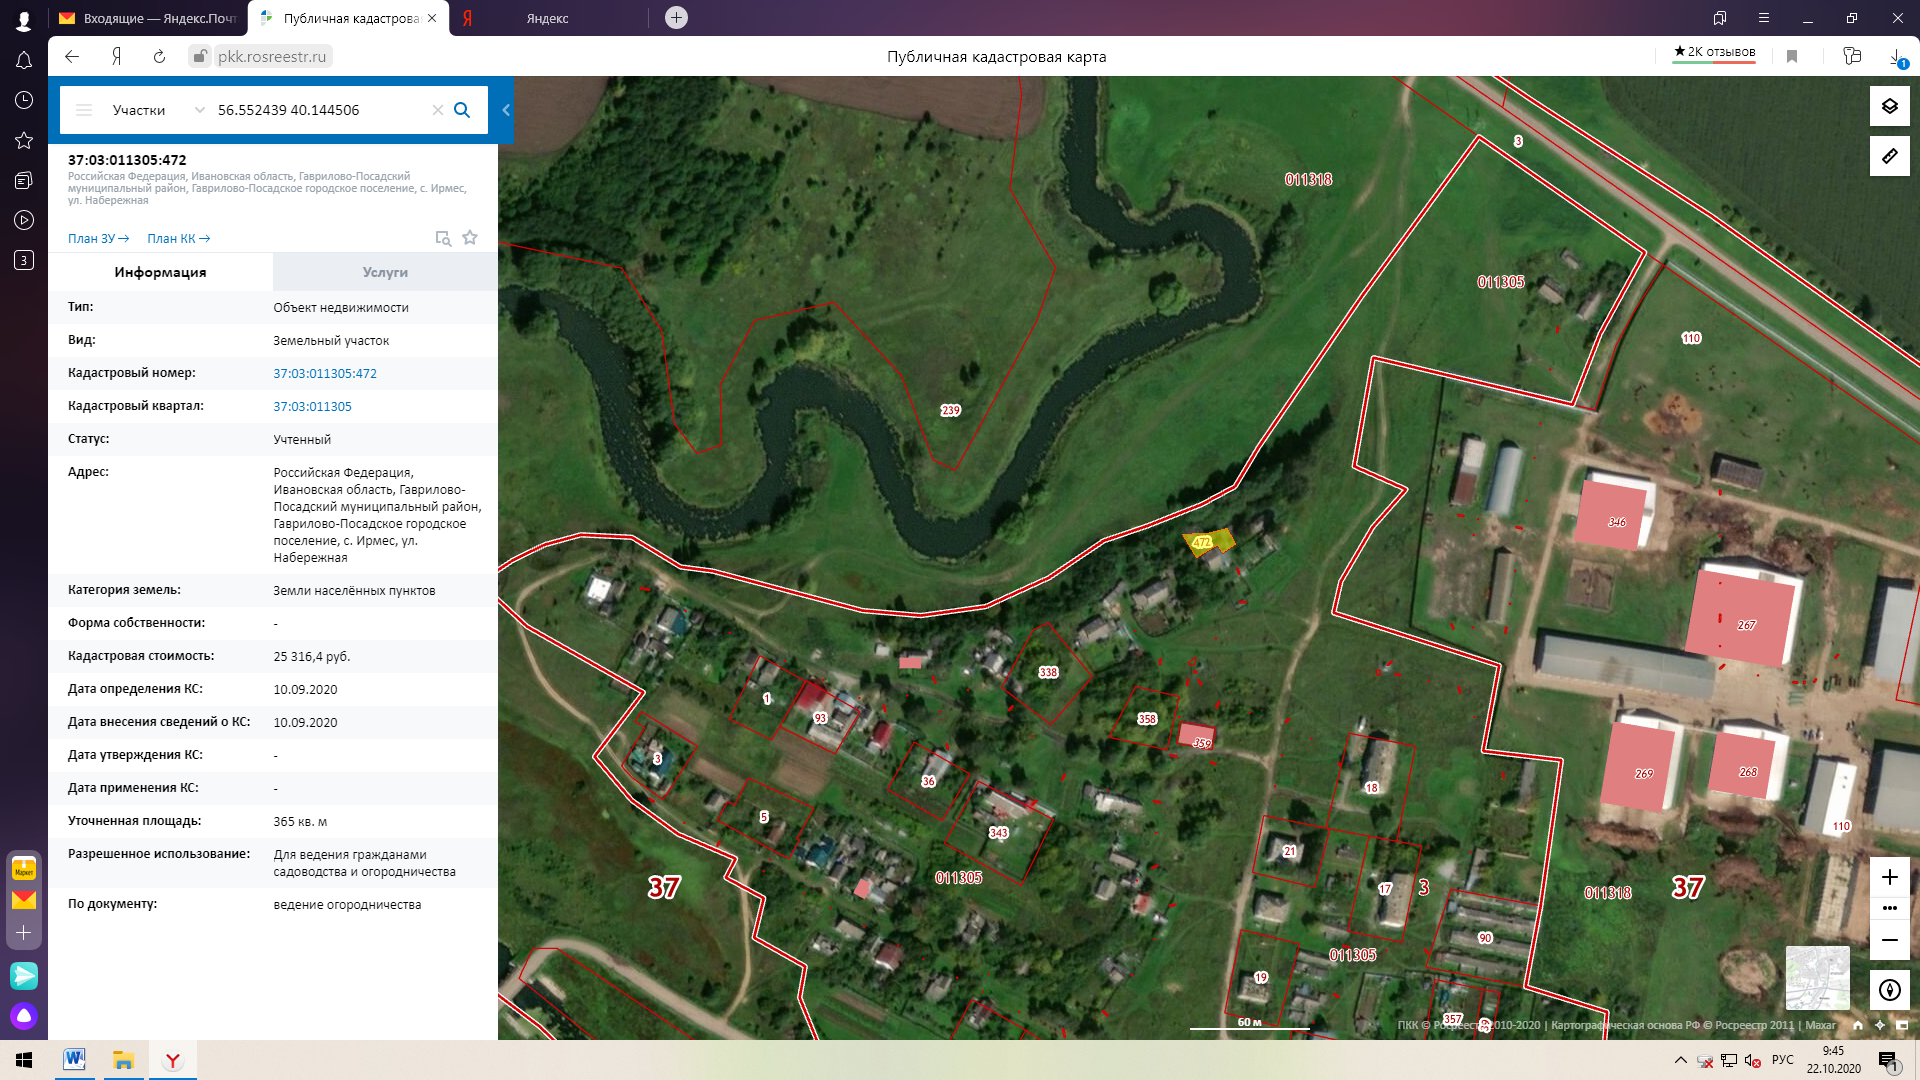 Входящие — Яндекс.Почт
Публичная кадастрова
Яндекс
pkk.rosreestr.ru
Публичная кадастровая карта
★ 2К отзывов
1
3
Участки
56.552439 40.144506
37:03:011305:472
Российская Федерация, Ивановская область, Гаврилово-Посадский
муниципальный район, Гаврилово-Посадское городское поселение, с. Ирмес,
ул. Набережная
План ЗУ →
План КК →
Информация
Услуги
Тип:
Объект недвижимости
Вид:
Земельный участок
Кадастровый номер:
37:03:011305:472
Кадастровый квартал:
37:03:011305
Статус:
Учтенный
Адрес:
Российская Федерация,
Ивановская область, Гаврилово-
Посадский муниципальный район,
Гаврилово-Посадское городское
поселение, с. Ирмес, ул.
Набережная
Категория земель:
Земли населённых пунктов
Форма собственности:
-
Кадастровая стоимость:
25 316,4 руб.
Дата определения КС:
10.09.2020
Дата внесения сведений о КС:
10.09.2020
Дата утверждения КС:
-
Дата применения КС:
-
Уточненная площадь:
365 кв. м
Разрешенное использование:
Для ведения гражданами
садоводства и огородничества
По документу:
ведение огородничества
Маркет
3
011318
011305
110
239
472
346
267
338
1
93
358
359
3
36
18
269
268
5
343
110
21
011305
37
17
3
011318
37
90
011305
19
357
60 м
ПКК © Росреестр 2010-2020 | Картографическая основа РФ © Росреестр 2011 | Maxar
РУС
9:45
22.10.2020
1